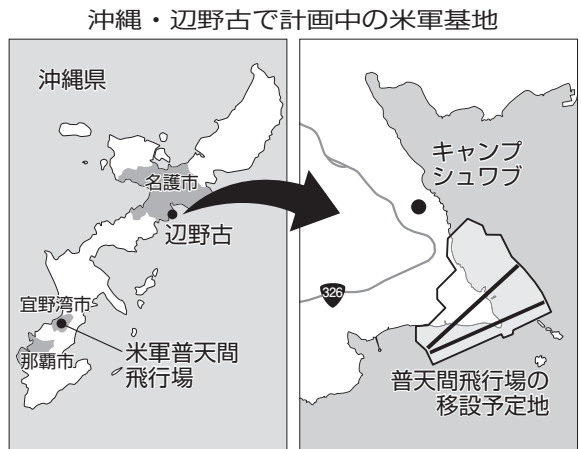 沖縄・辺野古で計画中の米軍基地
沖縄県
名護市
辺野古
宜野湾市
米軍普天間
飛行場
那覇市
キャンプ
シュワブ
326
普天間飛行場の
移設予定地